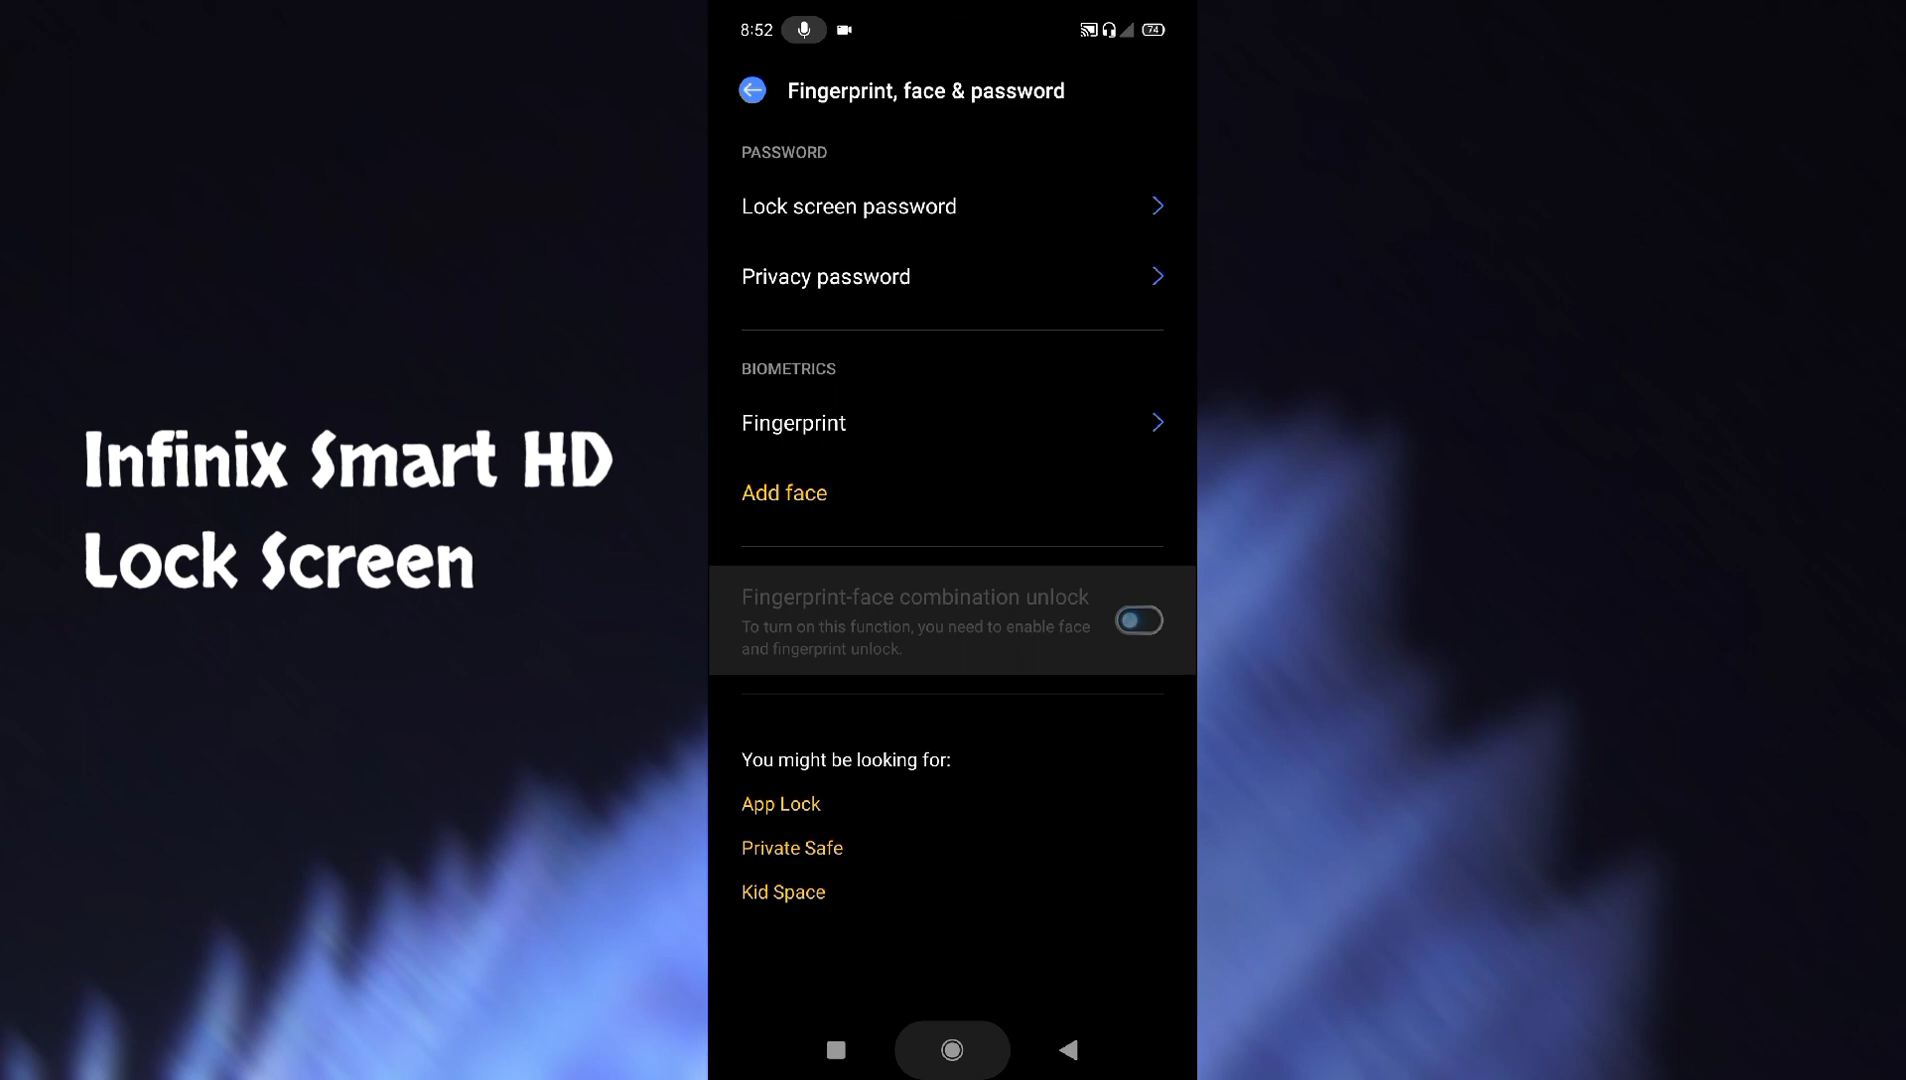 8:52
74
Fingerprint, face & password
PASSWORD
Lock screen password
Privacy password
BIOMETRICS
Fingerprint
Add face
Fingerprint-face combination unlock
To turn on this function, you need to enable face
and fingerprint unlock.
You might be looking for:
App Lock
Private Safe
Kid Space
Infinix Smart HD
Lock Screen